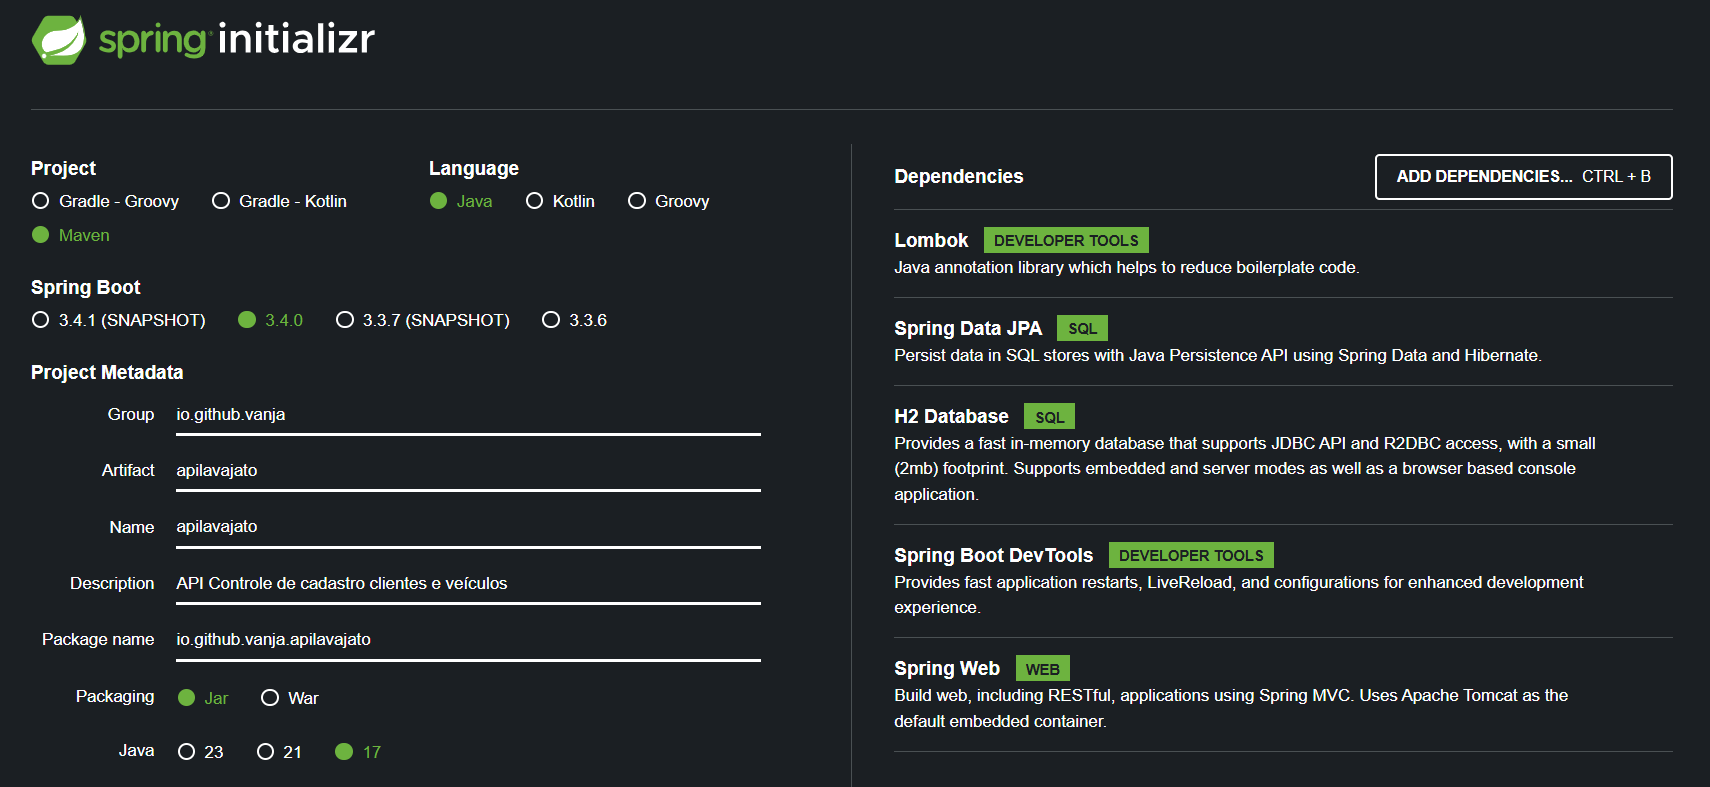 spring initializr
Project
Gradle - Groovy Gradle - Kotlin
Maven
Language
Java Kotlin Groovy
Spring Boot
3.4.1 (SNAPSHOT) 3.4.0 3.3.7 (SNAPSHOT) 3.3.6
Project Metadata
Group io.github.vanja
Artifact apilavajato
Name apilavajato
Description API Controle de cadastro clientes e veículos
Package name io.github.vanja.apilavajato
Packaging Jar War
Java 23 21 17
Dependencies ADD DEPENDENCIES... CTRL + B
Lombok DEVELOPER TOOLS
Java annotation library which helps to reduce boilerplate code.
Spring Data JPA SQL
Persist data in SQL stores with Java Persistence API using Spring Data and Hibernate.
H2 Database SQL
Provides a fast in-memory database that supports JDBC API and R2DBC access, with a small
(2mb) footprint. Supports embedded and server modes as well as a browser based console
application.
Spring Boot DevTools DEVELOPER TOOLS
Provides fast application restarts, LiveReload, and configurations for enhanced development
experience.
Spring Web WEB
Build web, including RESTful, applications using Spring MVC. Uses Apache Tomcat as the
default embedded container.